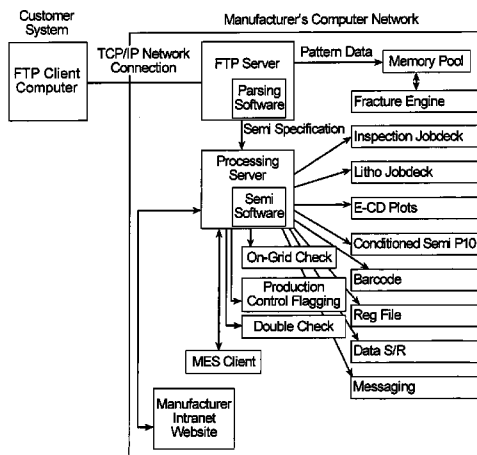 Customer
System
Manufacturer's Computer Network
FTP Client
Computer
TCP/IP Network
Connection
FTP Server
Parsing
Software
Pattern Data
Memory Pool
Fracture Engine
Semi Specification
Processing
Server
Semi
Software
Inspection Jobdeck
Litho Jobdeck
E-CD Plots
Conditioned Semi P10
Barcode
Reg File
Data S/R
Messaging
On-Grid Check
Production
Control Flagging
Double Check
MES Client
Manufacturer
Intranet
Website